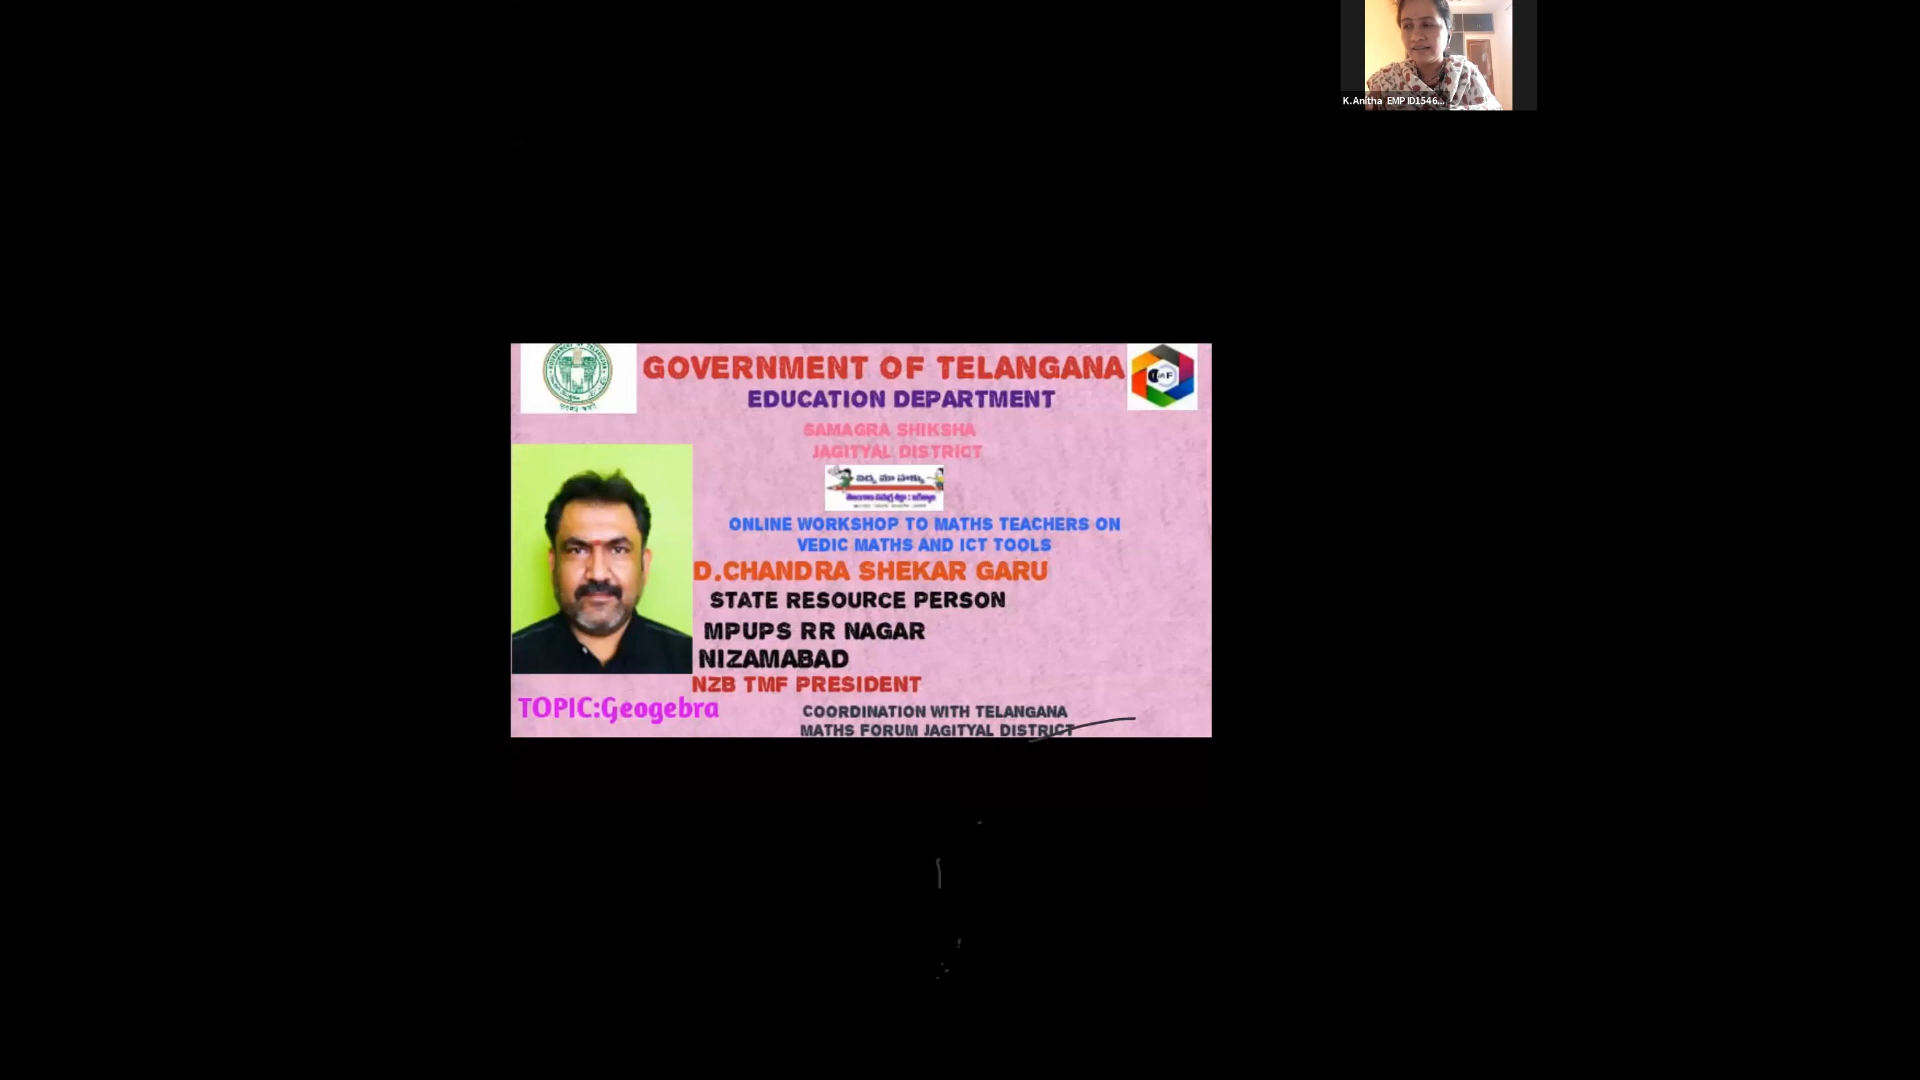 K.Anitha EMP ID1546...
GOVERNMENT OF TELANGANA
EDUCATION DEPARTMENT
SAMAGRA SHIKSHA
JAGITYAL DISTRICT
ONLINE WORKSHOP TO MATHS TEACHERS ON
VEDIC MATHS AND ICT TOOLS
D.CHANDRA SHEKAR GARU
STATE RESOURCE PERSON
MPUPS RR NAGAR
NIZAMABAD
NZB TMF PRESIDENT
TOPIC:Geogebra
COORDINATION WITH TELANGANA
MATHS FORUM JAGITYAL DISTRICT